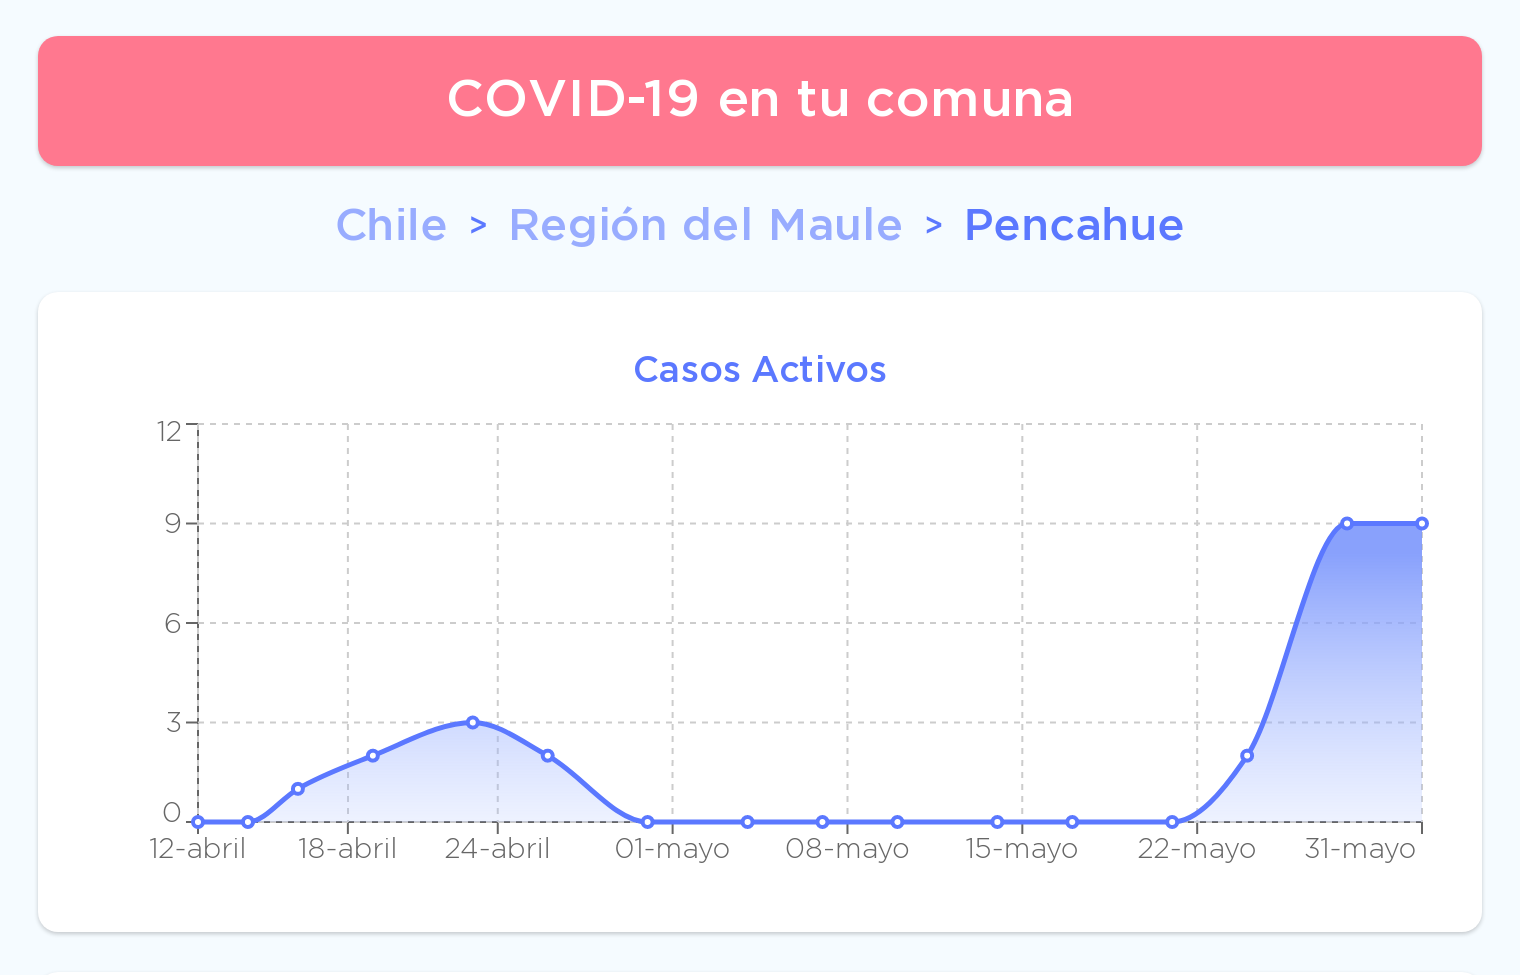 COVID-19 en tu comuna
Chile > Región del Maule > Pencahue
Casos Activos
12
9
6
3
0
12-abril 18-abril 24-abril 01-mayo 08-mayo 15-mayo 22-mayo 31-mayo